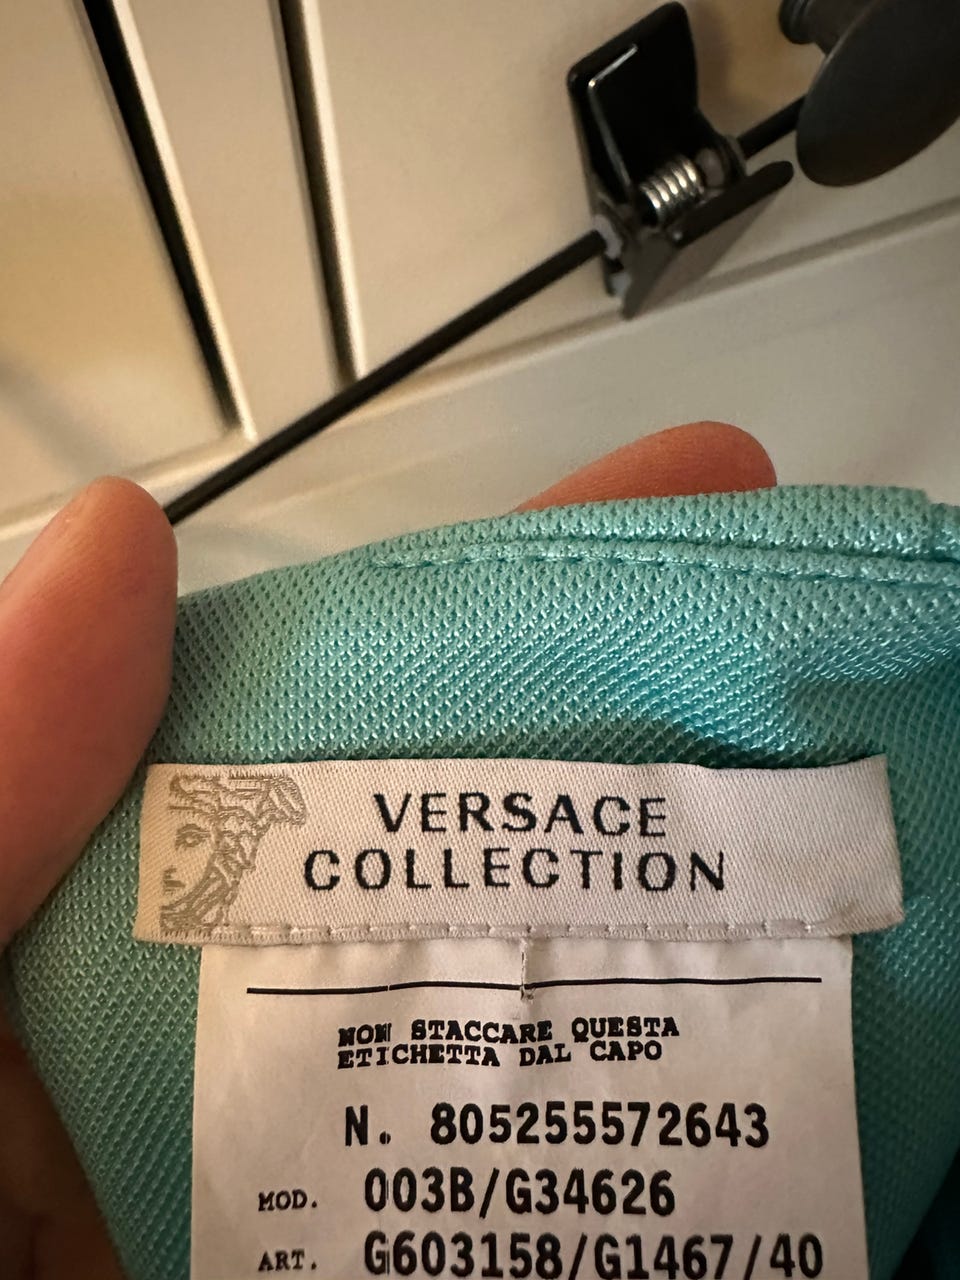 VERSACE
COLLECTION
NON STACCARE QUESTA
ETICHETTA DAL CAPO
N. 805255572643
MOD. 003B/G34626
ART. G603158/G1467/40